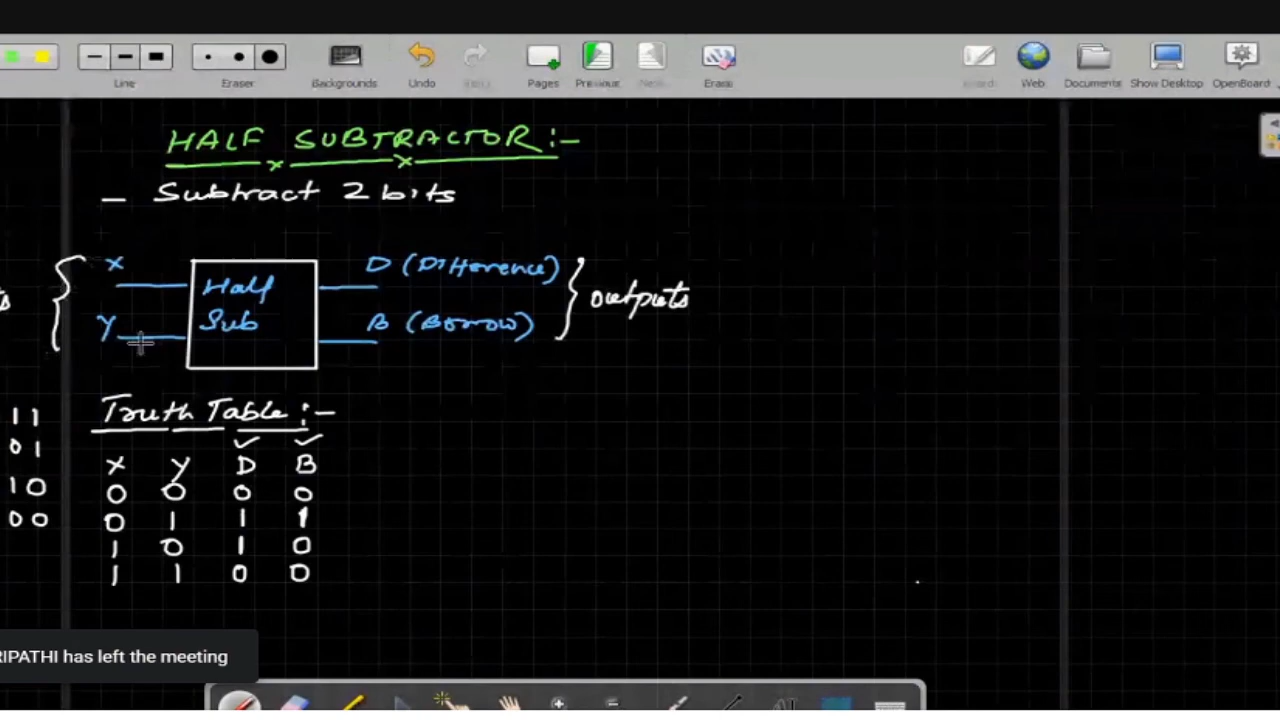 Line Eraser Backgrounds Undo Pages Previous Erase Web Documents Show Desktop OpenBoard
HALF SUBTRACTOR :-
- Subtract 2 bits
X D (Difference)
Half
outputs
Y Sub B (Borrow)
11
Truth Table :-
01
X Y D B
10
0 0 0 0
00
0 1 1 1
1 0 1 0
1 1 0 0
RIPATHI has left the meeting